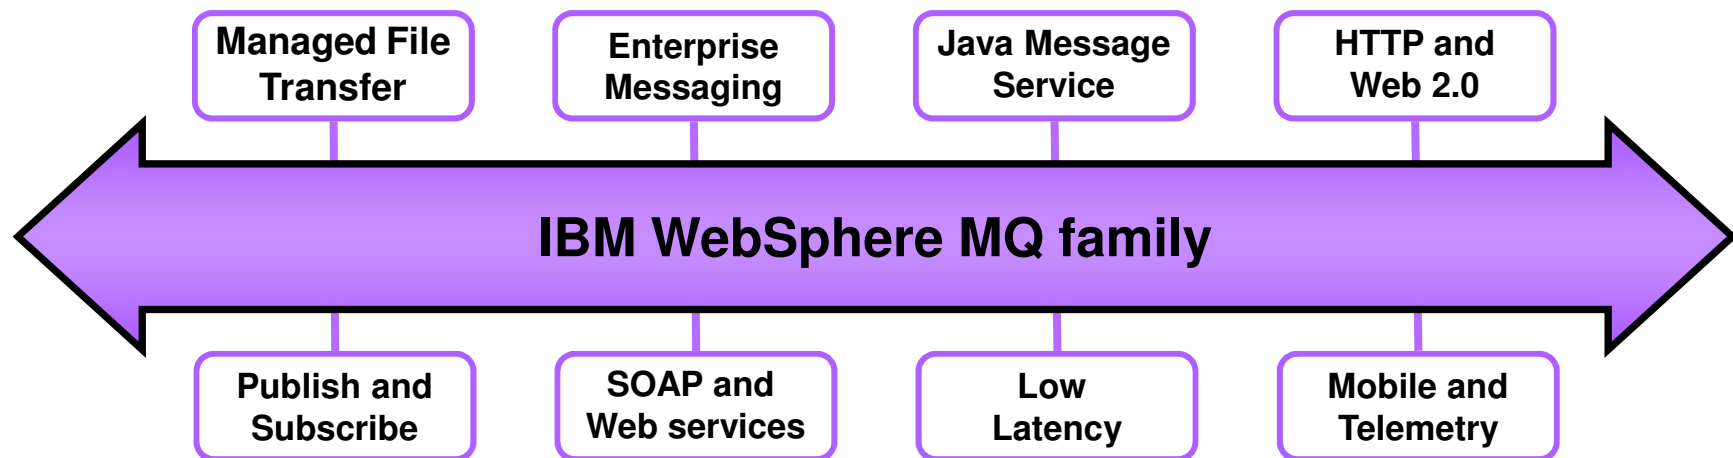 Managed File
Transfer
Enterprise
Messaging
Java Message
Service
HTTP and
Web 2.0
IBM WebSphere MQ family
Publish and
Subscribe
SOAP and
Web services
Low
Latency
Mobile and
Telemetry